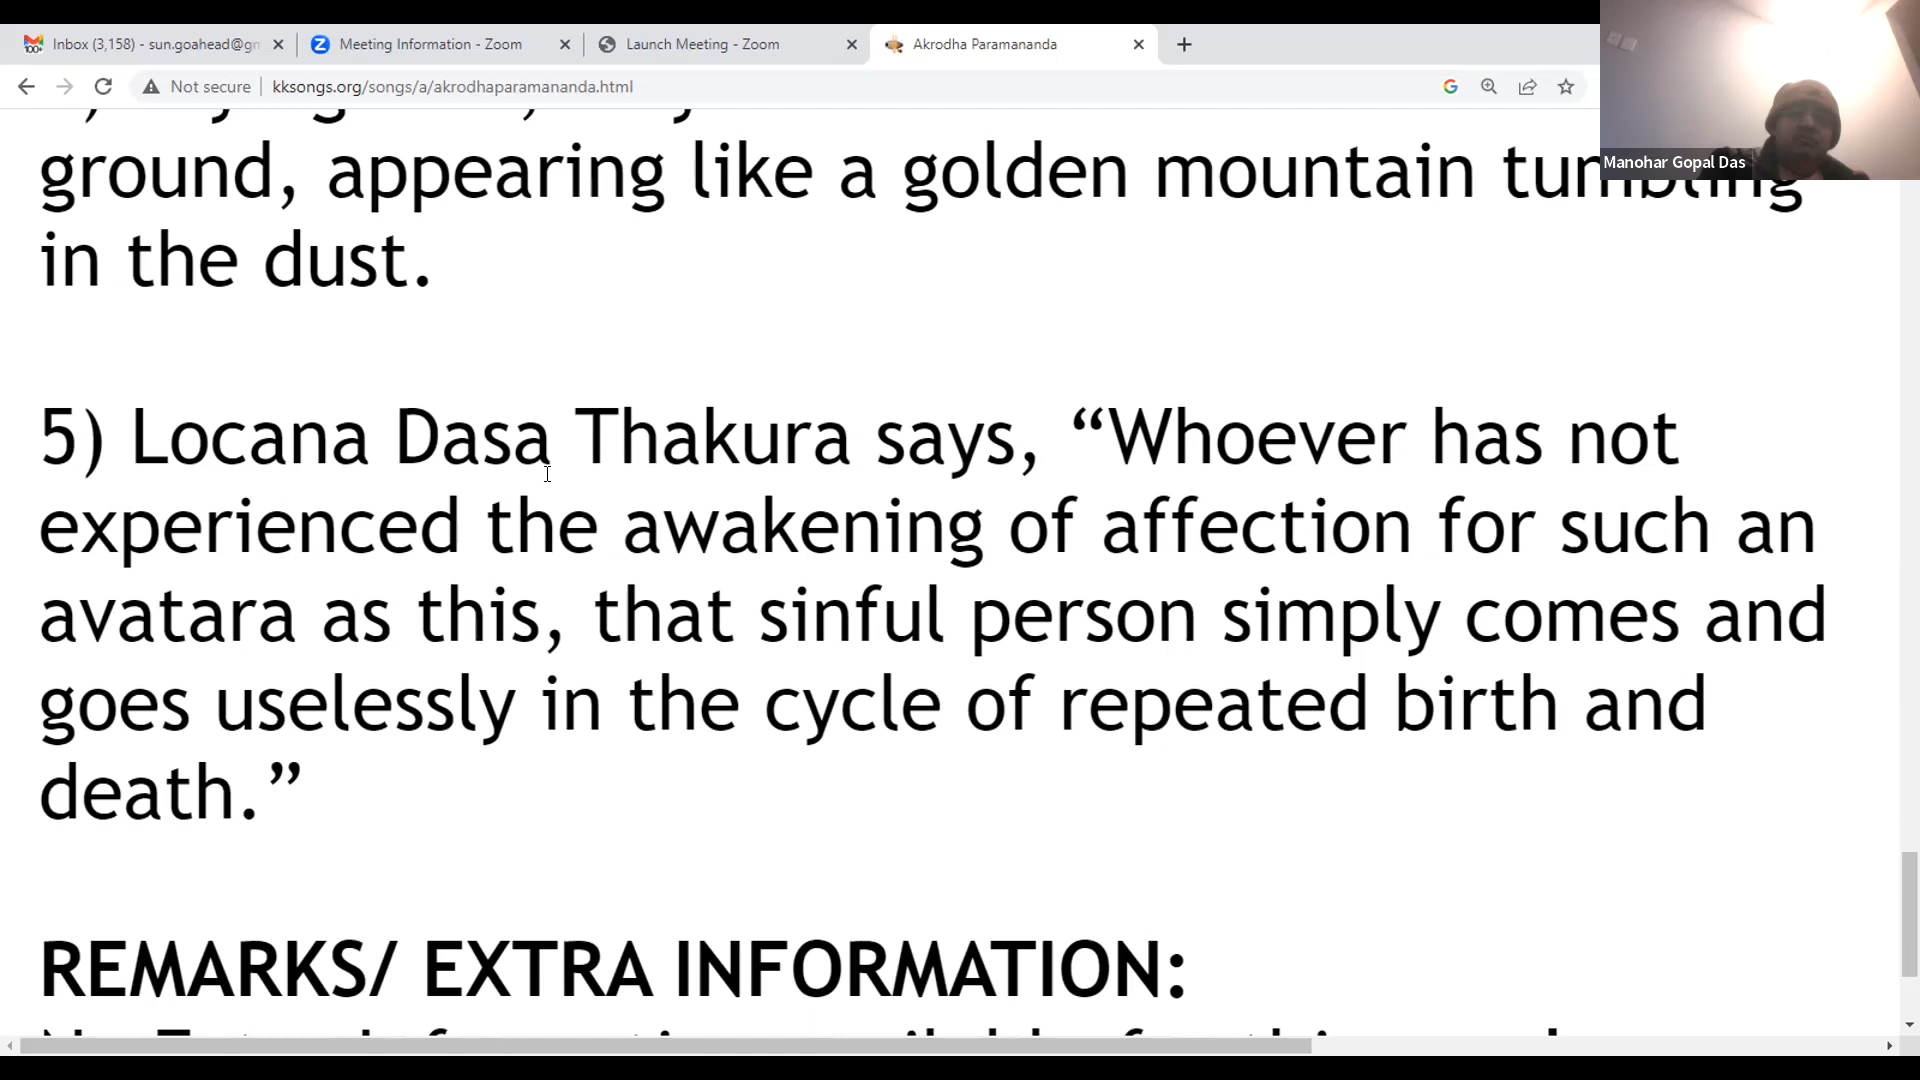 Inbox (3,158) - sun.goahead@gm
Meeting Information - Zoom
Launch Meeting - Zoom
Akrodha Paramananda
Not secure
kksongs.org/songs/a/akrodhaparamananda.html
Manohar Gopal Das
ground, appearing like a golden mountain tumbling
in the dust.
5) Locana Dasa Thakura says, “Whoever has not
experienced the awakening of affection for such an
avatara as this, that sinful person simply comes and
goes uselessly in the cycle of repeated birth and
death.”
REMARKS/ EXTRA INFORMATION: